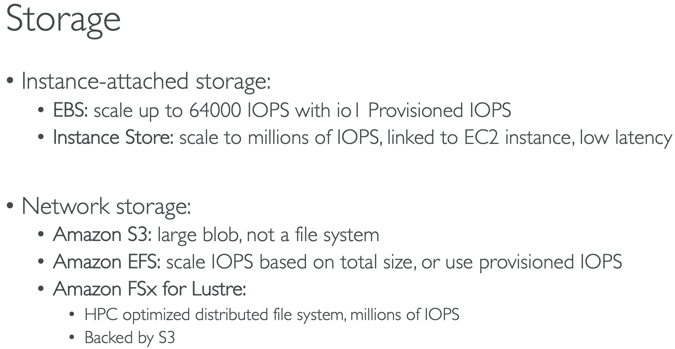 Storage
• Instance-attached storage:
• EBS: scale up to 64000 IOPS with io1 Provisioned IOPS
• Instance Store: scale to millions of IOPS, linked to EC2 instance, low latency
• Network storage:
• Amazon S3: large blob, not a file system
• Amazon EFS: scale IOPS based on total size, or use provisioned IOPS
• Amazon FSx for Lustre:
• HPC optimized distributed file system, millions of IOPS
• Backed by S3